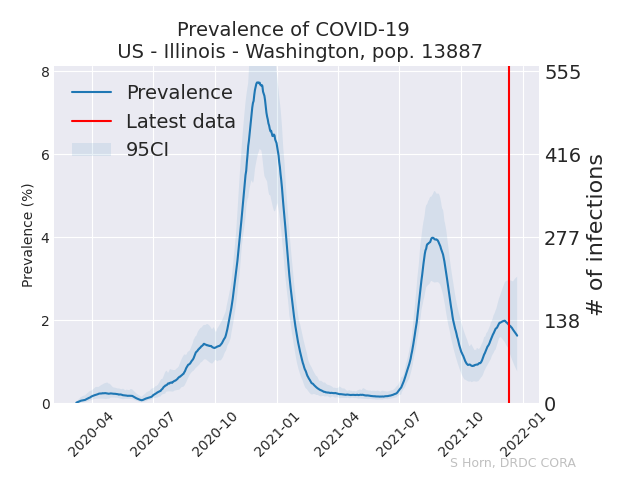 Prevalence of COVID-19
US - Illinois - Washington, pop. 13887
Prevalence
Latest data
95CI
Prevalence (%)
8
6
4
2
0
# of infections
555
416
277
138
0
2020-04
2020-07
2020-10
2021-01
2021-04
2021-07
2021-10
2022-01
S Horn, DRDC CORA